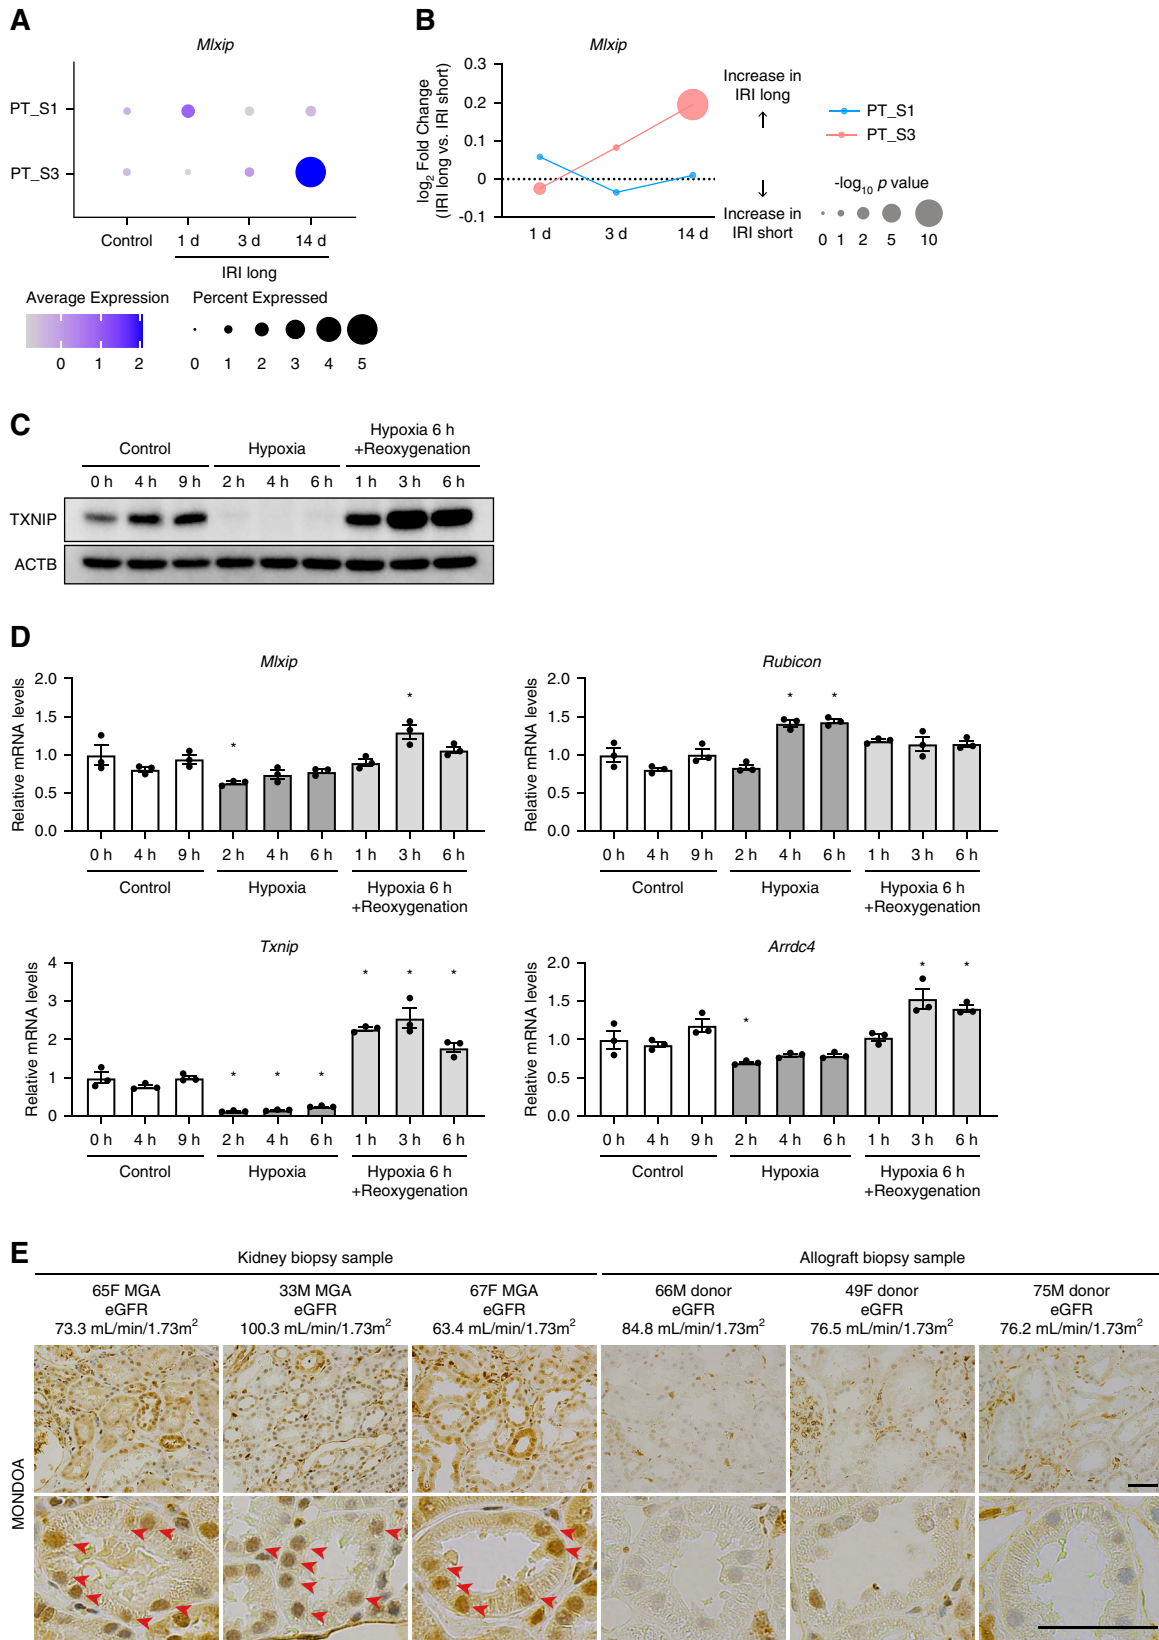 A
Mlxip
PT_S1
PT_S3
Control 1 d 3 d 14 d
IRI long
Average Expression
0 1 2
Percent Expressed
0 1 2 3 4 5
B
Mlxip
log2 Fold Change
(IRI long vs. IRI short)
0.3
0.2
0.1
0
-0.1
1 d 3 d 14 d
Increase in
IRI long
↑
↓
Increase in
IRI short
PT_S1
PT_S3
-log10 p value
0 1 2 5 10
C
Control Hypoxia Hypoxia 6 h
+Reoxygenation
0 h 4 h 9 h 2 h 4 h 6 h 1 h 3 h 6 h
TXNIP
ACTB
D
Mlxip
Relative mRNA levels
2.0
1.5
1.0
0.5
0.0
* *
0 h 4 h 9 h 2 h 4 h 6 h 1 h 3 h 6 h
Control Hypoxia Hypoxia 6 h
+Reoxygenation
Rubicon
Relative mRNA levels
2.0
1.5
1.0
0.5
0.0
* *
0 h 4 h 9 h 2 h 4 h 6 h 1 h 3 h 6 h
Control Hypoxia Hypoxia 6 h
+Reoxygenation
Txnip
Relative mRNA levels
4
3
2
1
0
* * * * * *
0 h 4 h 9 h 2 h 4 h 6 h 1 h 3 h 6 h
Control Hypoxia Hypoxia 6 h
+Reoxygenation
Arrdc4
Relative mRNA levels
2.0
1.5
1.0
0.5
0.0
* * *
0 h 4 h 9 h 2 h 4 h 6 h 1 h 3 h 6 h
Control Hypoxia Hypoxia 6 h
+Reoxygenation
E
Kidney biopsy sample Allograft biopsy sample
65F MGA
eGFR
73.3 mL/min/1.73m2
33M MGA
eGFR
100.3 mL/min/1.73m2
67F MGA
eGFR
63.4 mL/min/1.73m2
66M donor
eGFR
84.8 mL/min/1.73m2
49F donor
eGFR
76.5 mL/min/1.73m2
75M donor
eGFR
76.2 mL/min/1.73m2
MONDOA